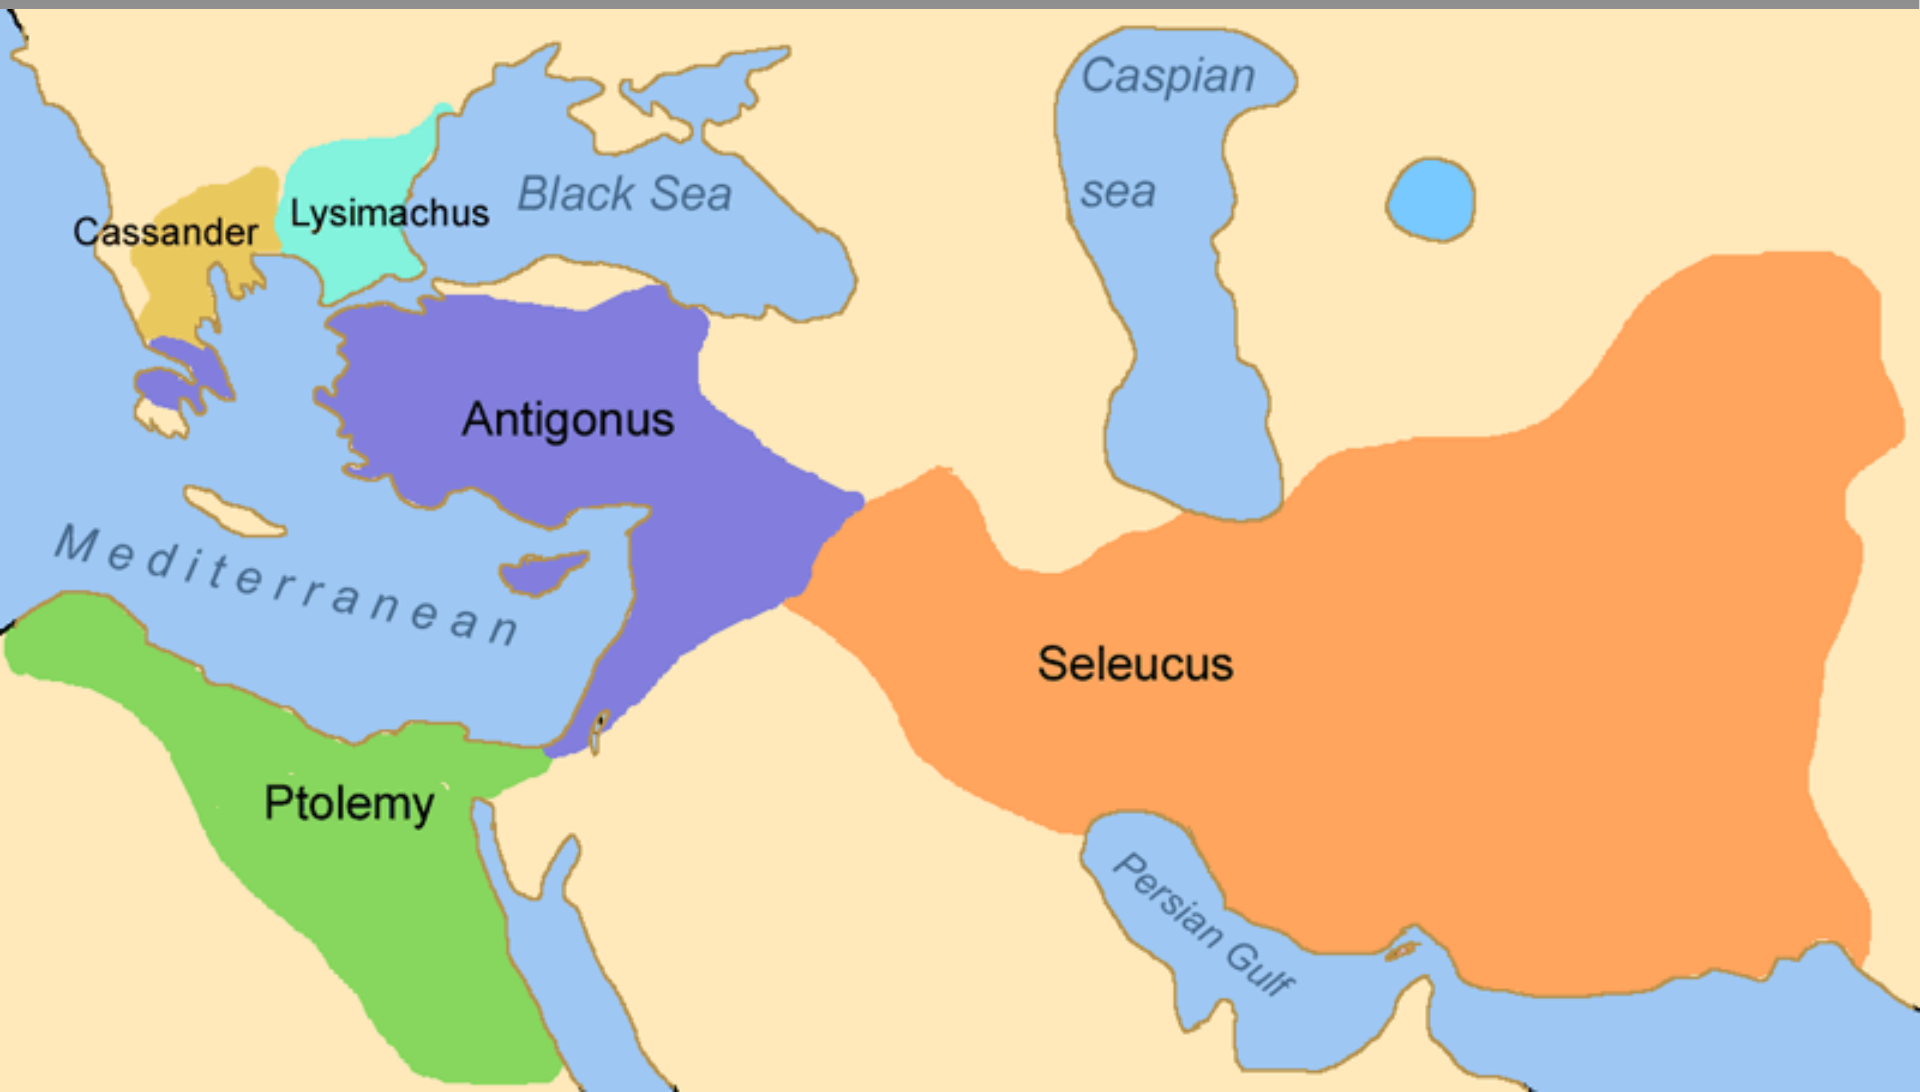 Caspian
sea
Black Sea
Lysimachus
Cassander
Antigonus
Mediterranean
Seleucus
Ptolemy
Persian Gulf